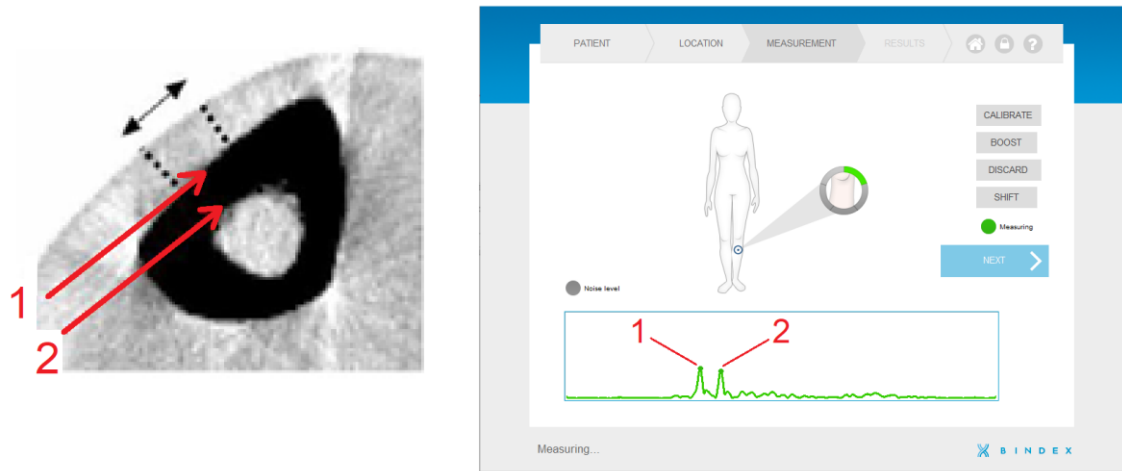 1
2
PATIENT
LOCATION
MEASUREMENT
RESULTS
?
CALIBRATE
BOOST
DISCARD
SHIFT
Measuring
NEXT
Noise level
1
2
Measuring...
BINDEX